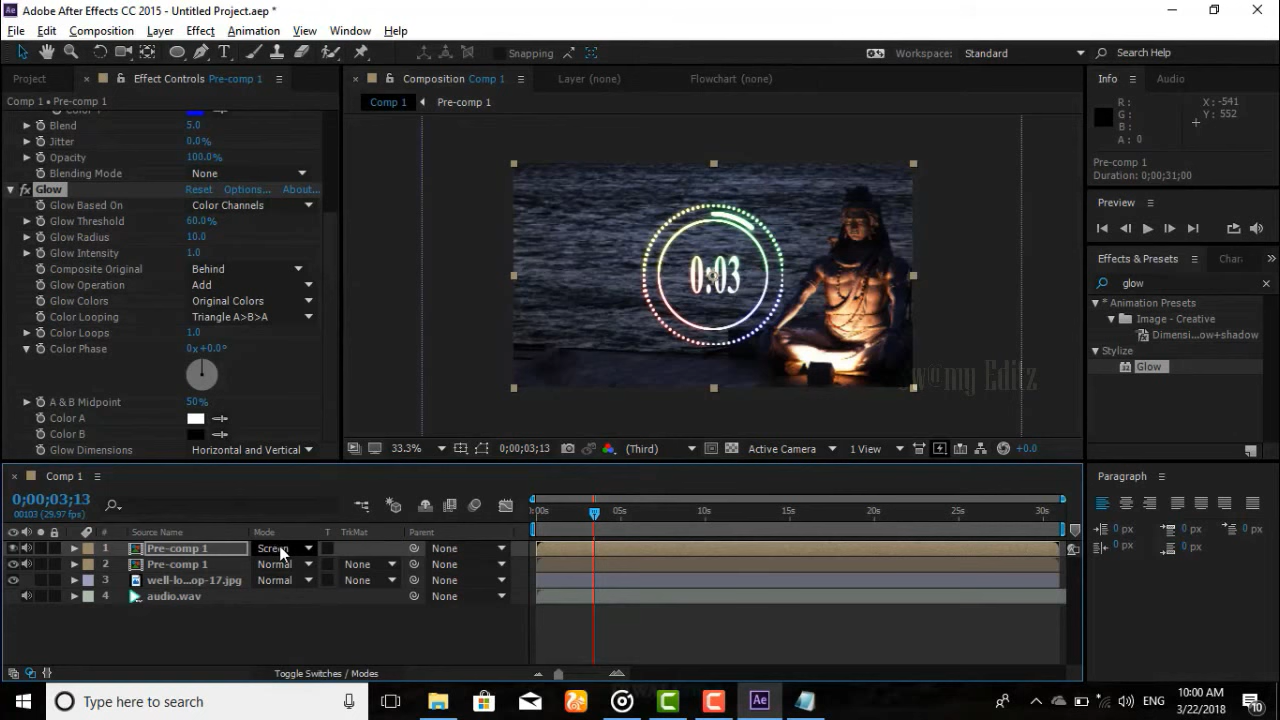 Adobe After Effects CC 2015 - Untitled Project.aep *
File Edit Composition Layer Effect Animation View Window Help
Snapping
Workspace: Standard
Search Help
Project
Effect Controls Pre-comp 1
Composition Comp 1
Layer (none)
Flowchart (none)
Info
Audio
Comp 1 • Pre-comp 1
Comp 1
Pre-comp 1
R :
G :
B :
A : 0
X: -541
Y: 552
Blend 5.0
Jitter 0.0%
Opacity 100.0%
Blending Mode None
fx Glow Reset Options... About...
Glow Based On Color Channels
Glow Threshold 60.0%
Glow Radius 10.0
Glow Intensity 1.0
Composite Original Behind
Glow Operation Add
Glow Colors Original Colors
Color Looping Triangle A>B>A
Color Loops 1.0
Color Phase 0x+0.0°
A & B Midpoint 50%
Color A
Color B
Glow Dimensions Horizontal and Vertical
0:03
my Editz
Pre-comp 1
Duration: 0;00;31;00
Preview
Effects & Presets
Chara
glow
* Animation Presets
Image - Creative
Dimensi...ow+shadow
Stylize
Glow
33.3%
0;00;03;13
(Third)
Active Camera
1 View
+0.0
Comp 1
0;00;03;13
00103 (29.97 fps)
:00s 05s 10s 15s 20s 25s 30s
# Source Name Mode T TrkMat Parent
1 Pre-comp 1 Screen None
2 Pre-comp 1 Normal None None
3 well-lo...op-17.jpg Normal None None
4 audio.wav None
Toggle Switches / Modes
Paragraph
0 px 0 px
0 px 0 px
0 px
Type here to search
Ae
ENG
10:00 AM
3/22/2018
10